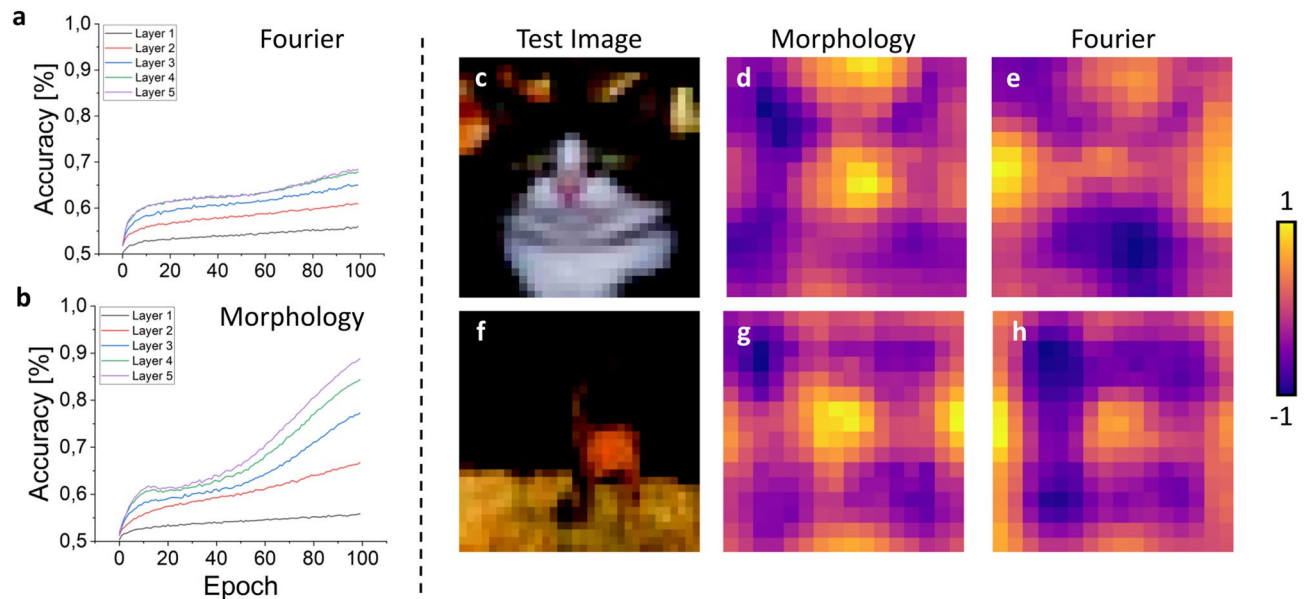 a
Fourier
1,0
0,9
0,8
0,7
0,6
0,5
Accuracy [%]
Layer 1
Layer 2
Layer 3
Layer 4
Layer 5
0 20 40 60 80 100
b
Morphology
1,0
0,9
0,8
0,7
0,6
0,5
Accuracy [%]
Layer 1
Layer 2
Layer 3
Layer 4
Layer 5
0 20 40 60 80 100
Epoch
Test Image Morphology Fourier
c d e
f g h
1
-1